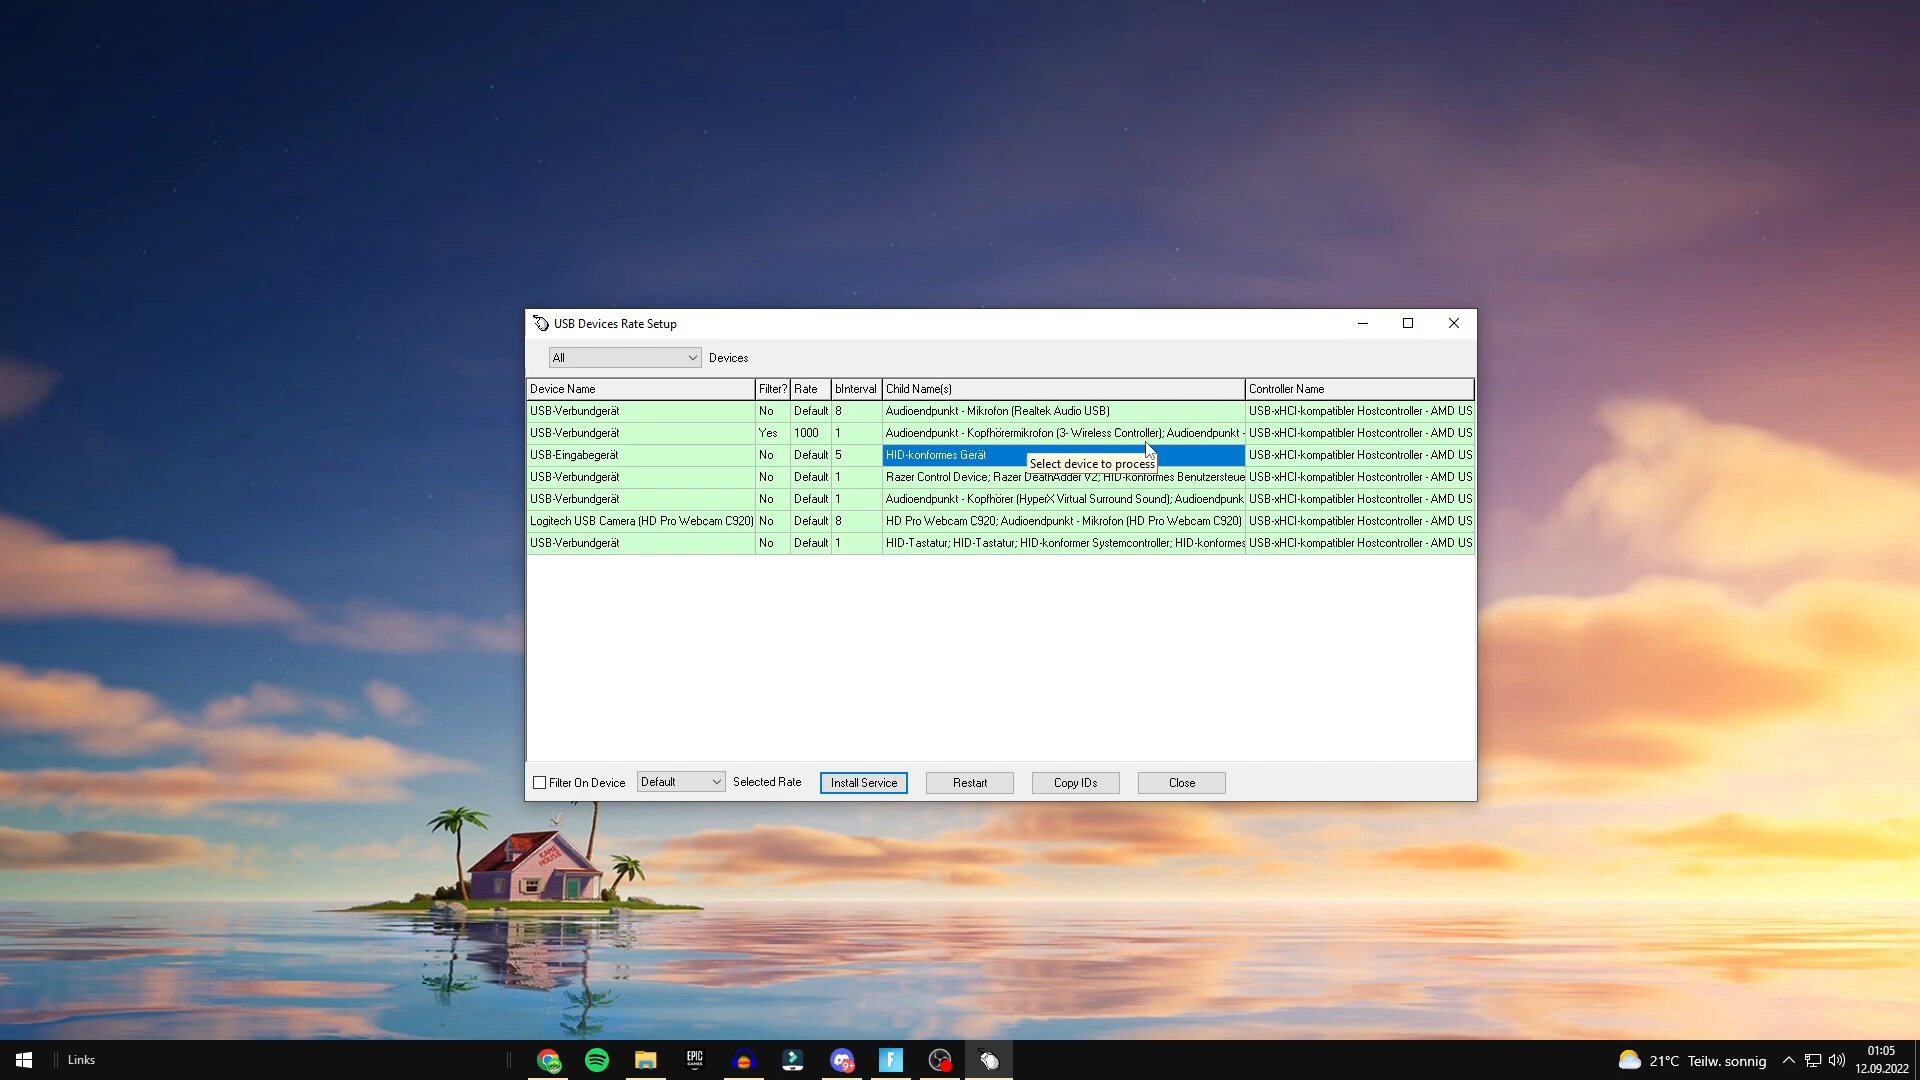 USB Devices Rate Setup
All Devices
Device Name Filter? Rate bInterval Child Name(s) Controller Name
USB-Verbundgerät No Default 8 Audioendpunkt - Mikrofon (Realtek Audio USB) USB-xHCI-kompatibler Hostcontroller - AMD US
USB-Verbundgerät Yes 1000 1 Audioendpunkt - Kopfhörermikrofon (3- Wireless Controller); Audioendpunkt - USB-xHCI-kompatibler Hostcontroller - AMD US
USB-Eingabegerät No Default 5 HID-konformes Gerät USB-xHCI-kompatibler Hostcontroller - AMD US
Select device to process
USB-Verbundgerät No Default 1 Razer Control Device; Razer DeathAdder V2; HID-konformes Benutzersteue USB-xHCI-kompatibler Hostcontroller - AMD US
USB-Verbundgerät No Default 1 Audioendpunkt - Kopfhörer (HyperX Virtual Surround Sound); Audioendpunk USB-xHCI-kompatibler Hostcontroller - AMD US
Logitech USB Camera (HD Pro Webcam C920) No Default 8 HD Pro Webcam C920; Audioendpunkt - Mikrofon (HD Pro Webcam C920) USB-xHCI-kompatibler Hostcontroller - AMD US
USB-Verbundgerät No Default 1 HID-Tastatur; HID-Tastatur; HID-konformer Systemcontroller; HID-konformes USB-xHCI-kompatibler Hostcontroller - AMD US
Filter On Device Default Selected Rate Install Service Restart Copy IDs Close
KAME HOUSE
Links
EPIC GAMES
9+
F
21°C Teilw. sonnig
01:05
12.09.2022